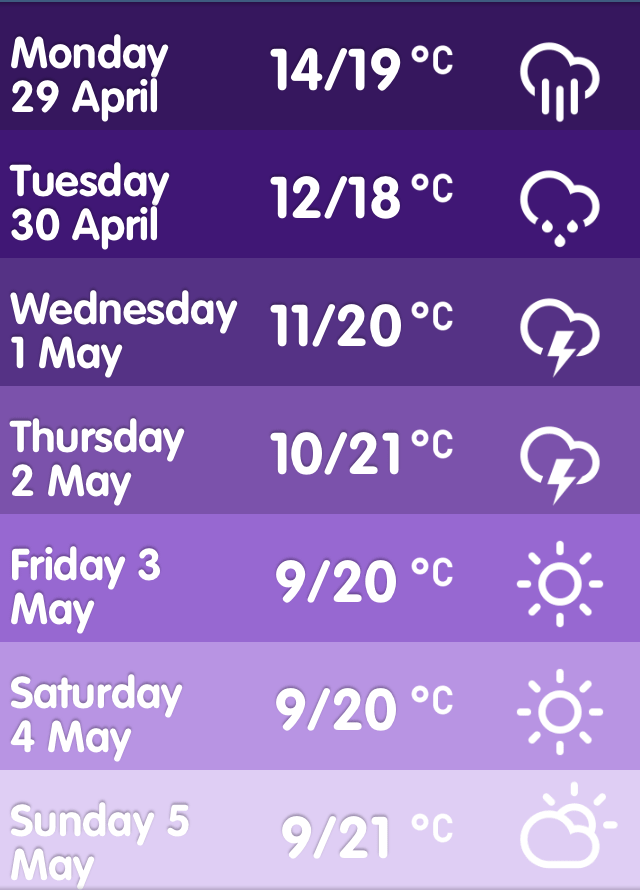 Monday
29 April
14/19 °C
Tuesday
30 April
12/18 °C
Wednesday
1 May
11/20 °C
Thursday
2 May
10/21 °C
Friday 3
May
9/20 °C
Saturday
4 May
9/20 °C
Sunday 5
May
9/21 °C